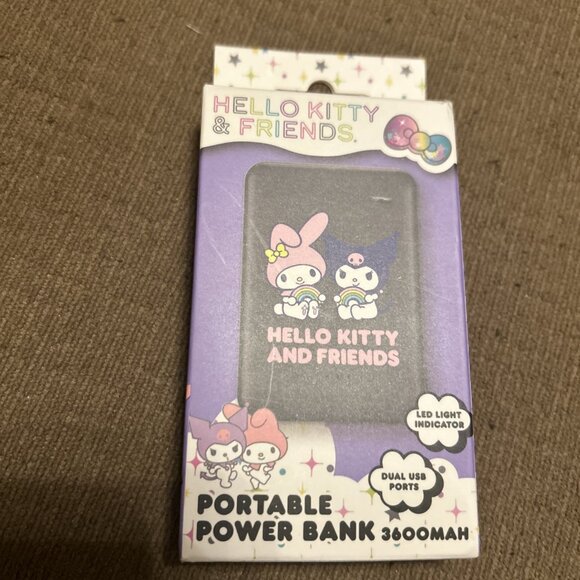 HELLO KITTY
& FRIENDS®
HELLO KITTY
AND FRIENDS
LED LIGHT
INDICATOR
DUAL USB
PORTS
PORTABLE
POWER BANK 3600MAH